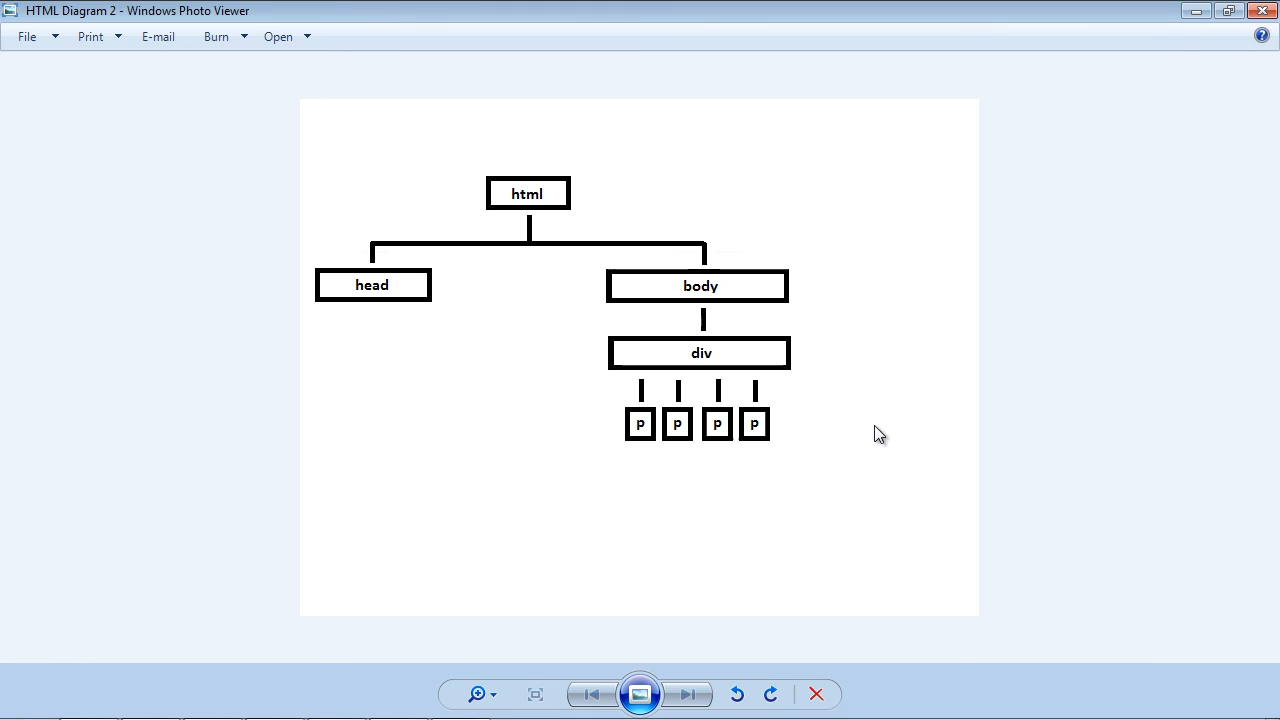 HTML Diagram 2 - Windows Photo Viewer
File Print E-mail Burn Open ?
html
head body
div
p p p p